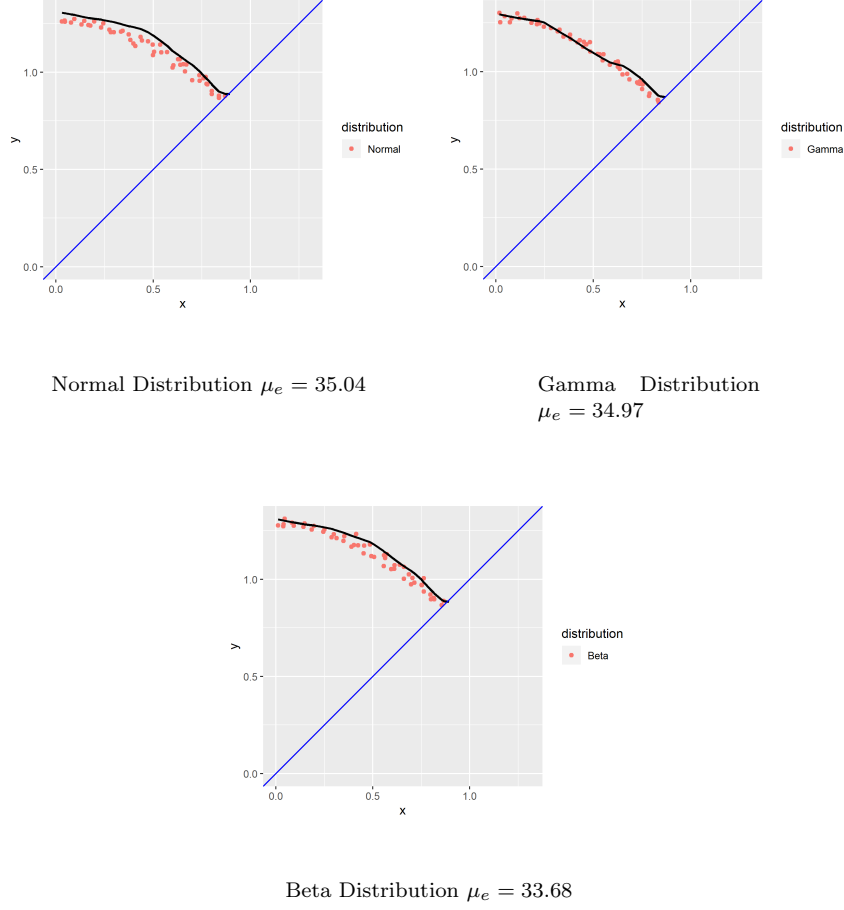 1.0
0.5
0.0
0.0 0.5 1.0
x
y
distribution
Normal
1.0
0.5
0.0
0.0 0.5 1.0
x
y
distribution
Gamma
Normal Distribution μₑ = 35.04
Gamma Distribution
μₑ = 34.97
1.0
0.5
0.0
0.0 0.5 1.0
x
y
distribution
Beta
Beta Distribution μₑ = 33.68